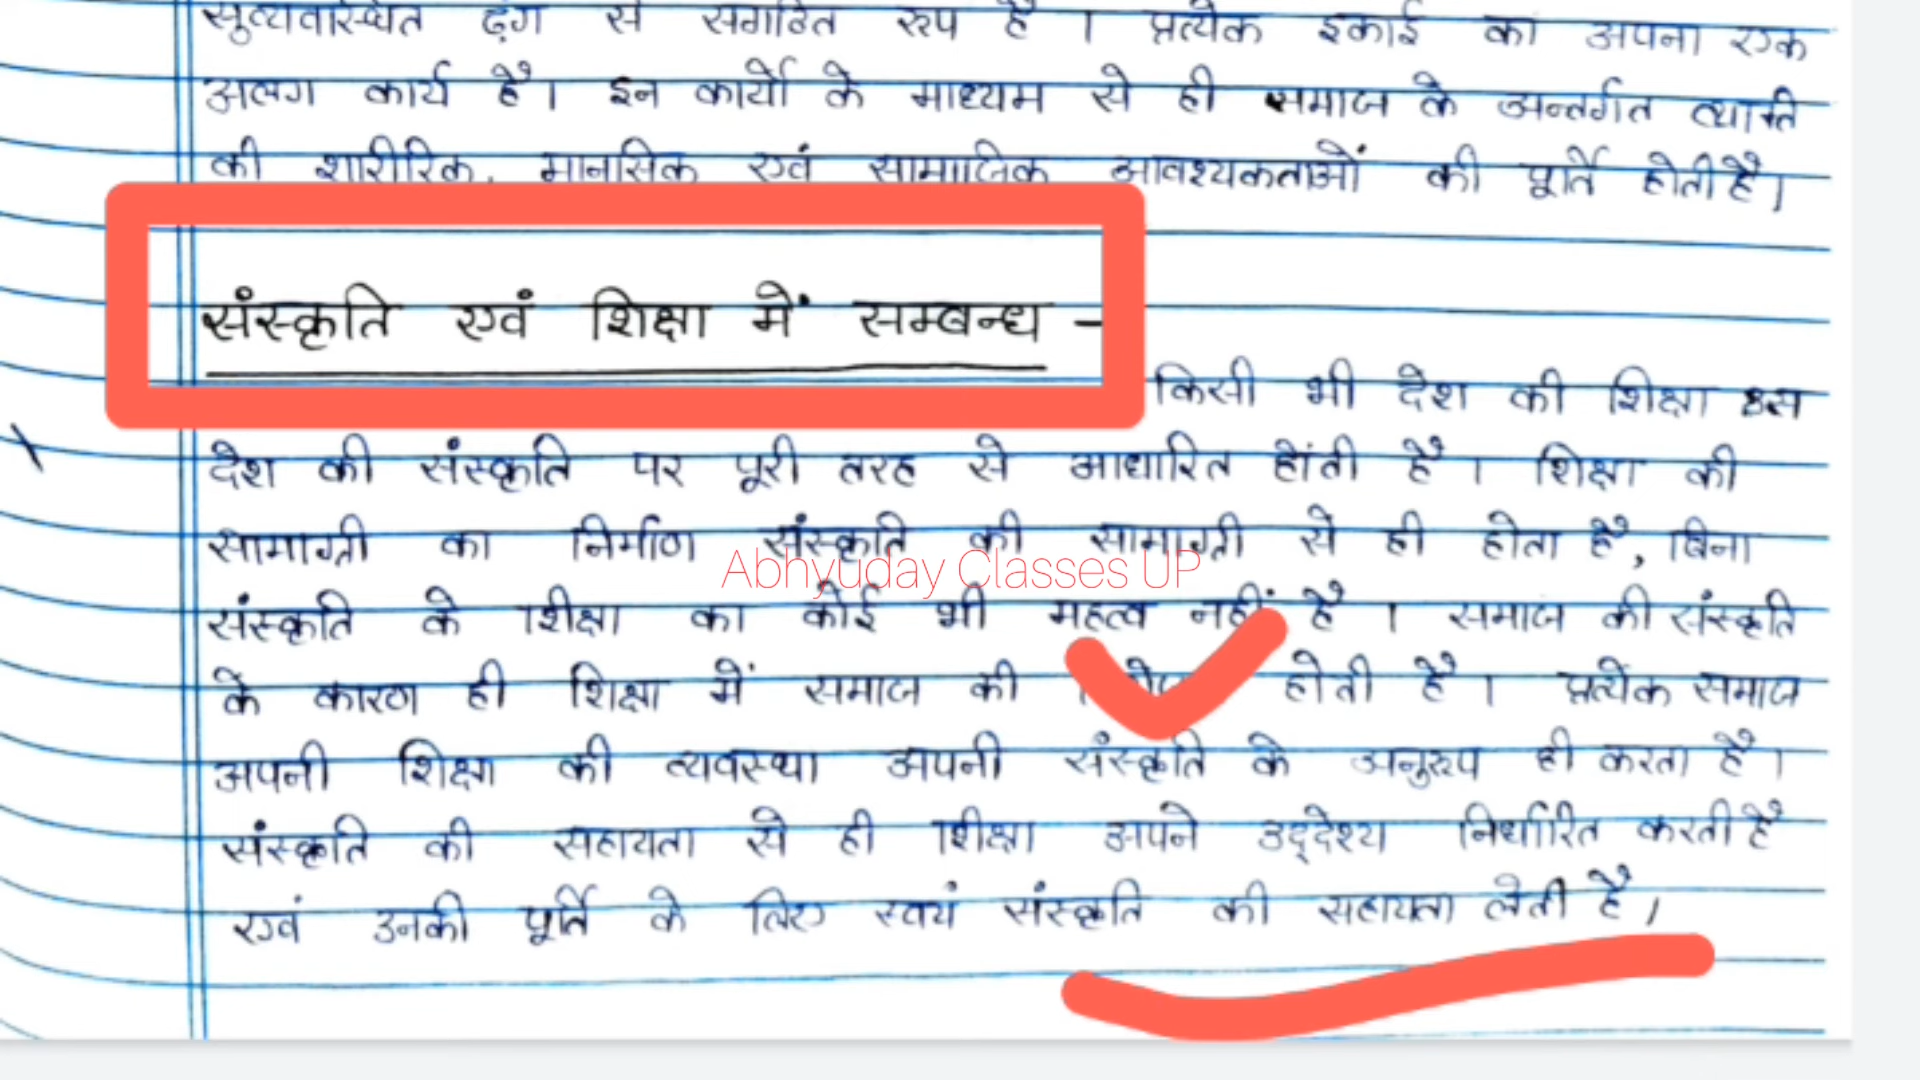 सुव्यवस्थित ढ़ंग से संगठित रूप है । प्रत्येक इकाई का अपना एक
अलग कार्य है। इन कार्यो के माध्यम से ही समाज के अन्तर्गत व्यक्ति
की शारीरिक, मानसिक एवं सामाजिक आवश्यकताओं की पूर्ति होती है।
संस्कृति एवं शिक्षा में सम्बन्ध -
किसी भी देश की शिक्षा उस
देश की संस्कृति पर पूरी तरह से आधारित होती है । शिक्षा की
सामाग्री का निर्माण संस्कृति की सामाग्री से ही होता है, बिना
Abhyuday Classes UP
संस्कृति के शिक्षा का कोई भी महत्व नहीं है । समाज की संस्कृति
के कारण ही शिक्षा में समाज की होती है । प्रत्येक समाज
अपनी शिक्षा की व्यवस्था अपनी संस्कृति के अनुरूप ही करता है ।
संस्कृति की सहायता से ही शिक्षा अपने उद्देश्य निर्धारित करती है
एवं उनकी पूर्ति के लिए स्वयं संस्कृति की सहायता लेती है ।